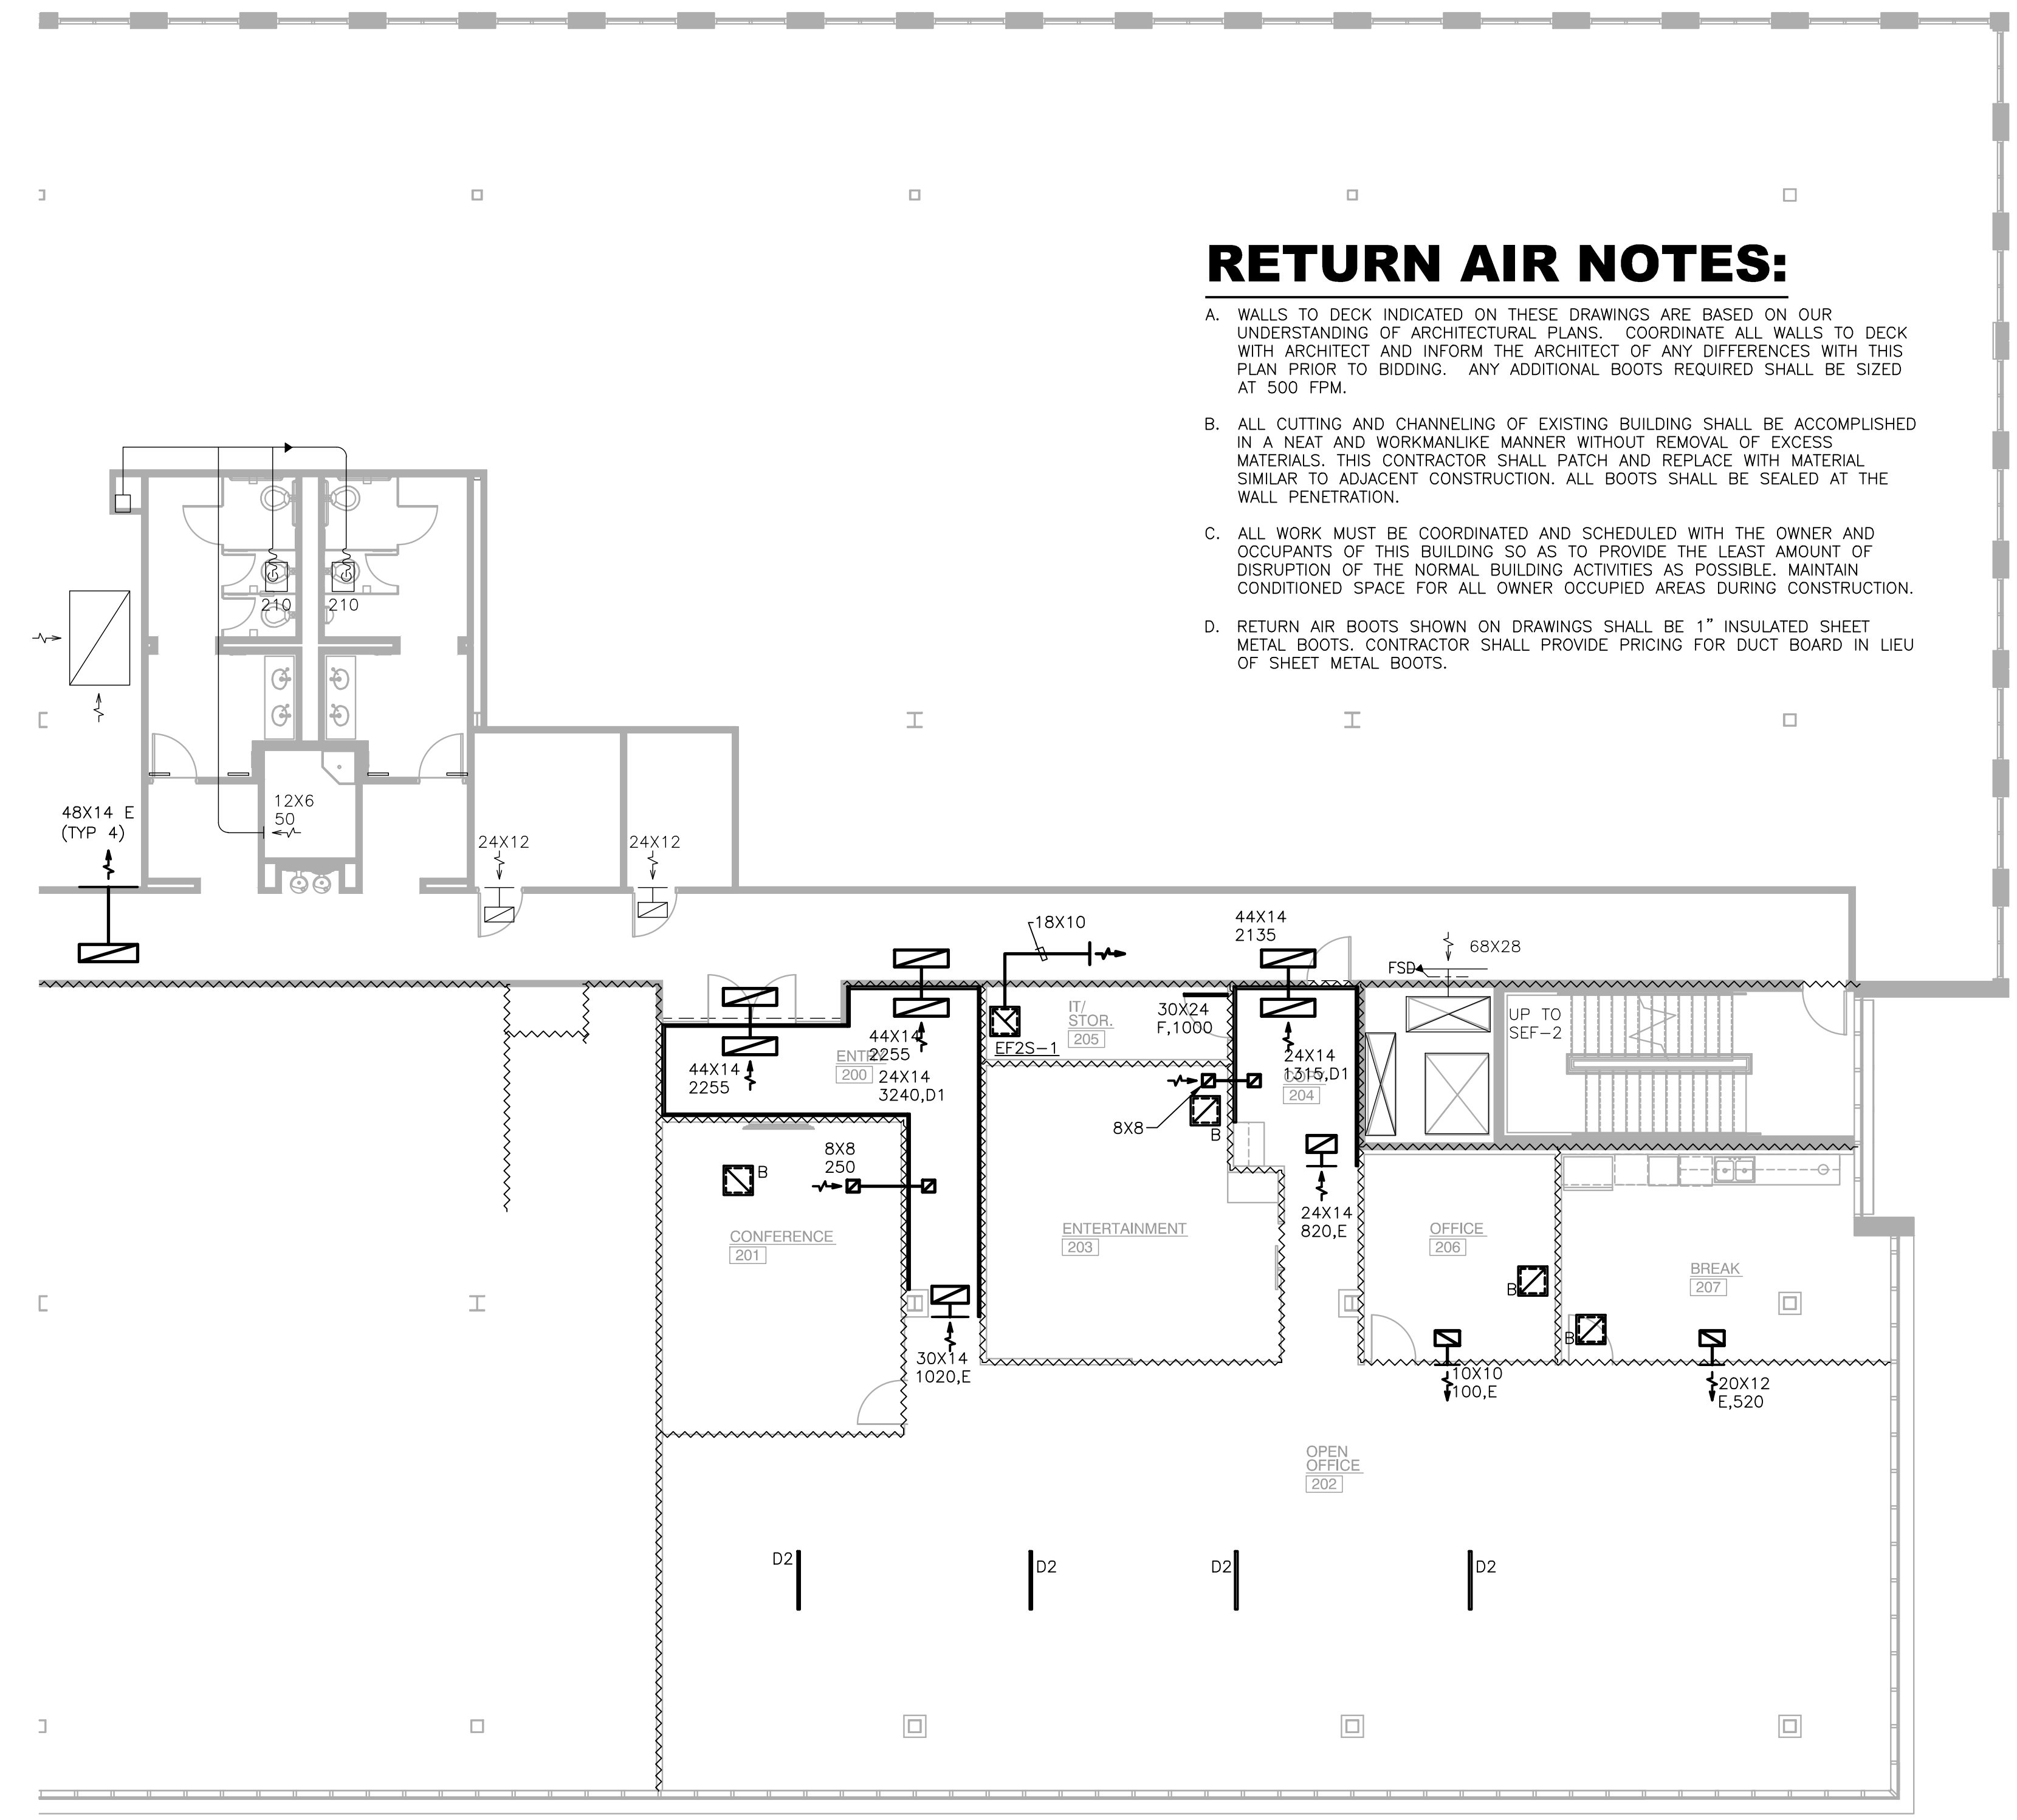 RETURN AIR NOTES:
A. WALLS TO DECK INDICATED ON THESE DRAWINGS ARE BASED ON OUR
UNDERSTANDING OF ARCHITECTURAL PLANS. COORDINATE ALL WALLS TO DECK
WITH ARCHITECT AND INFORM THE ARCHITECT OF ANY DIFFERENCES WITH THIS
PLAN PRIOR TO BIDDING. ANY ADDITIONAL BOOTS REQUIRED SHALL BE SIZED
AT 500 FPM.
B. ALL CUTTING AND CHANNELING OF EXISTING BUILDING SHALL BE ACCOMPLISHED
IN A NEAT AND WORKMANLIKE MANNER WITHOUT REMOVAL OF EXCESS
MATERIALS. THIS CONTRACTOR SHALL PATCH AND REPLACE WITH MATERIAL
SIMILAR TO ADJACENT CONSTRUCTION. ALL BOOTS SHALL BE SEALED AT THE
WALL PENETRATION.
C. ALL WORK MUST BE COORDINATED AND SCHEDULED WITH THE OWNER AND
OCCUPANTS OF THIS BUILDING SO AS TO PROVIDE THE LEAST AMOUNT OF
DISRUPTION OF THE NORMAL BUILDING ACTIVITIES AS POSSIBLE. MAINTAIN
CONDITIONED SPACE FOR ALL OWNER OCCUPIED AREAS DURING CONSTRUCTION.
D. RETURN AIR BOOTS SHOWN ON DRAWINGS SHALL BE 1” INSULATED SHEET
METAL BOOTS. CONTRACTOR SHALL PROVIDE PRICING FOR DUCT BOARD IN LIEU
OF SHEET METAL BOOTS.
210
210
48X14 E
(TYP 4)
12X6
50
24X12
24X12
18X10
44X14
2135
68X28
FSD
IT/
STOR.
205
30X24
F,1000
UP TO
SEF-2
EF2S-1
44X14
2255
ENTRY
200
44X14
2255
24X14
3240,D1
24X14
1315,D1
COPY
204
8X8
B
8X8
250
B
CONFERENCE
201
ENTERTAINMENT
203
24X14
820,E
OFFICE
206
B
BREAK
207
B
30X14
1020,E
10X10
100,E
20X12
E,520
OPEN
OFFICE
202
D2
D2
D2
D2